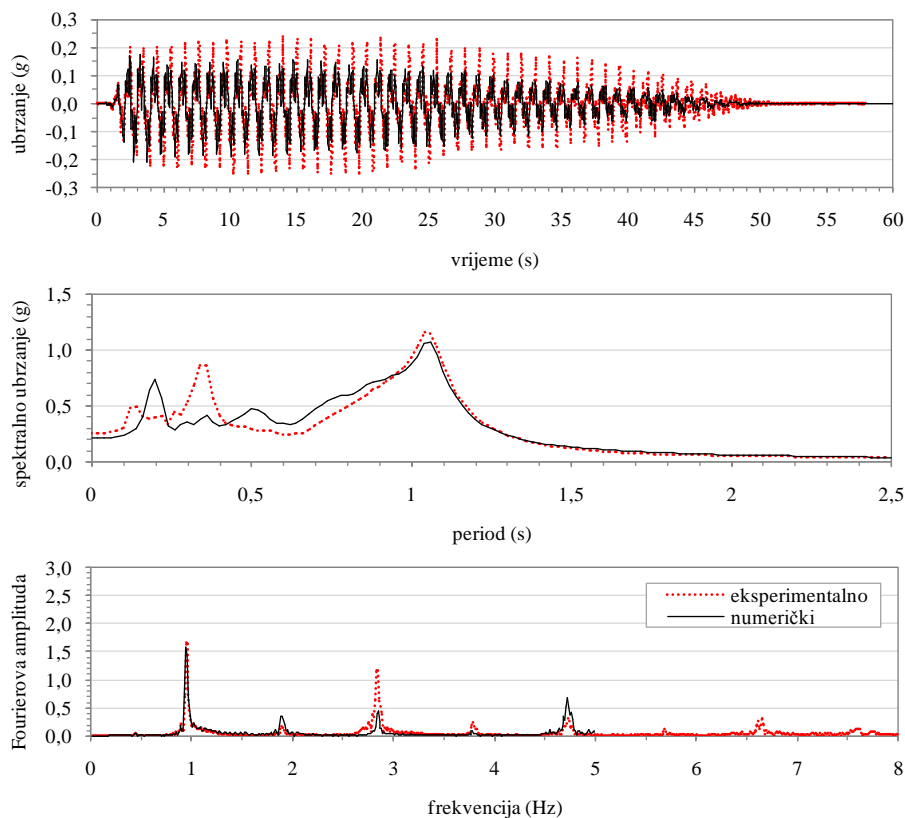 0,3
0,2
0,1
0,0
-0,1
-0,2
-0,3
ubrzanje (g)
0 5 10 15 20 25 30 35 40 45 50 55 60
vrijeme (s)
1,5
1,0
0,5
0,0
spektralno ubrzanje (g)
0 0,5 1 1,5 2 2,5
period (s)
3,0
2,5
2,0
1,5
1,0
0,5
0,0
Fourierova amplituda
eksperimentalno
numerički
0 1 2 3 4 5 6 7 8
frekvencija (Hz)